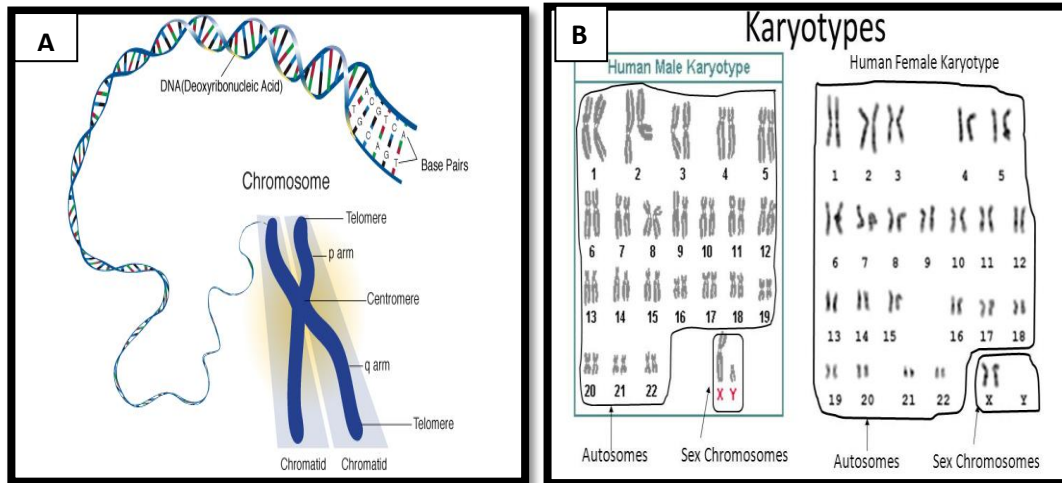 A
DNA(Deoxyribonucleic Acid)
A
C
G
T
C
A
T
G
C
A
G
T
Base Pairs
Chromosome
Telomere
p arm
Centromere
q arm
Telomere
Chromatid Chromatid
B
Karyotypes
Human Male Karyotype
1 2 3 4 5
6 7 8 9 10 11 12
13 14 15 16 17 18 19
20 21 22 X Y
Autosomes Sex Chromosomes
Human Female Karyotype
1 2 3 4 5
6 7 8 9 10 11 12
13 14 15 16 17 18
19 20 21 22 X Y
Autosomes Sex Chromosomes